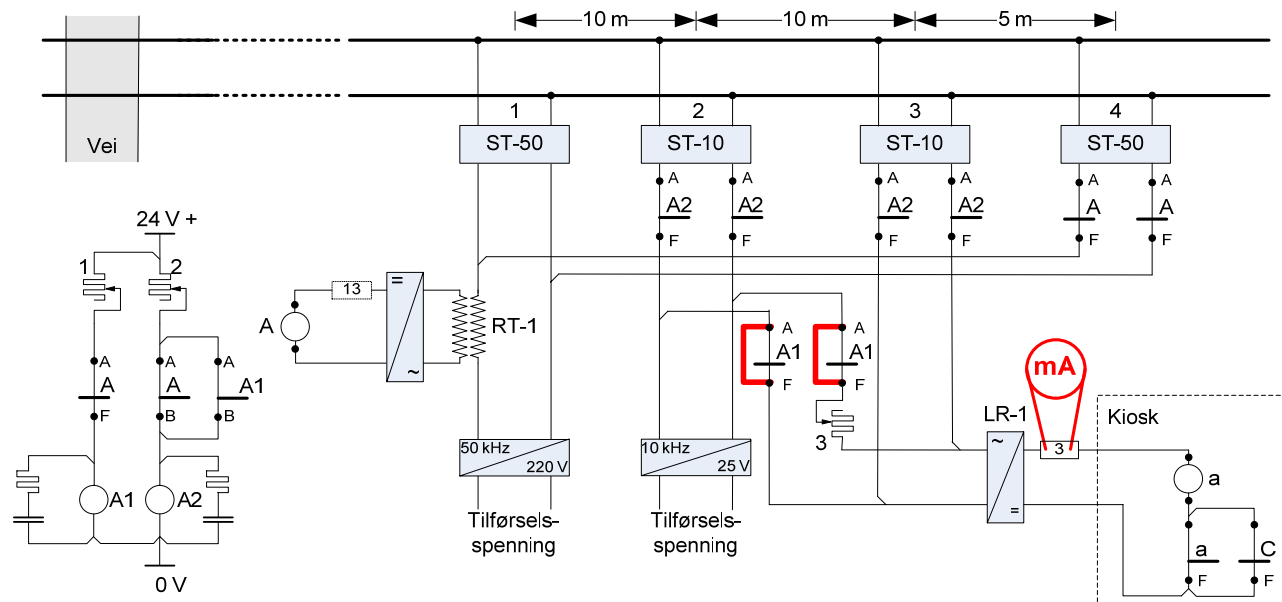 10 m 10 m 5 m
Vei
1 2 3 4
ST-50 ST-10 ST-10 ST-50
A A A A A A
A2 A2 A2 A2 A A
F F F F F F
24 V +
1 2
A A A
A A A1
F B B
A1 A2
0 V
A 13 = ~ RT-1
A A
A1 A1
F F
3
50 kHz 220 V
10 kHz 25 V
Tilførsels-
spenning
Tilførsels-
spenning
mA
LR-1 Kiosk
~ = 3
a
a C
F F